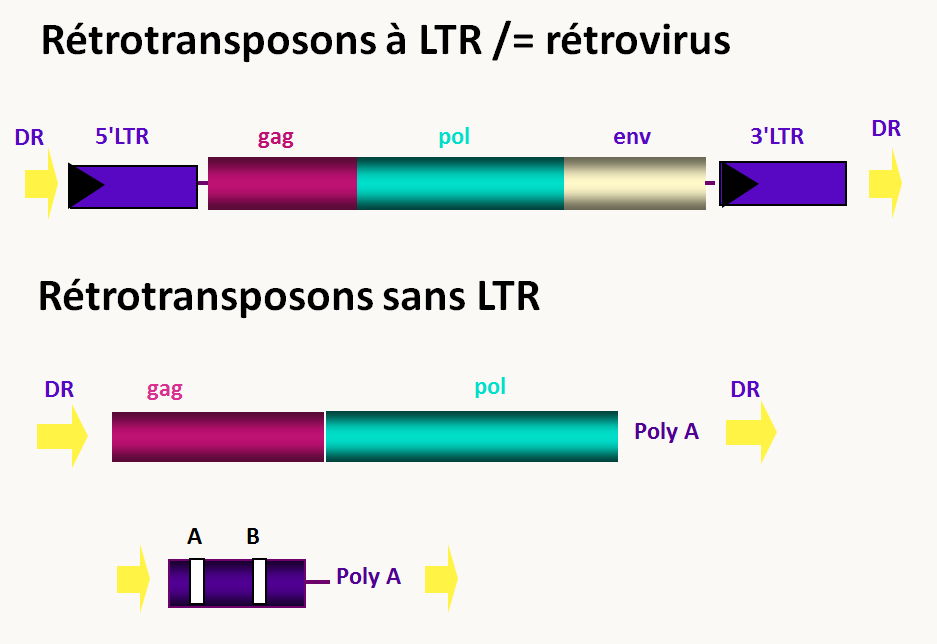 Rétrotransposons à LTR /= rétrovirus
DR 5'LTR gag pol env 3'LTR DR
Rétrotransposons sans LTR
DR gag pol DR
Poly A
A B
Poly A